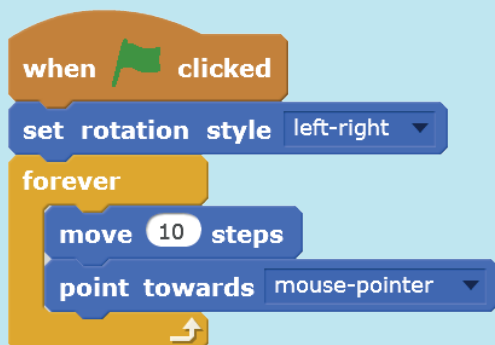 when clicked
set rotation style left-right
forever
move 10 steps
point towards mouse-pointer